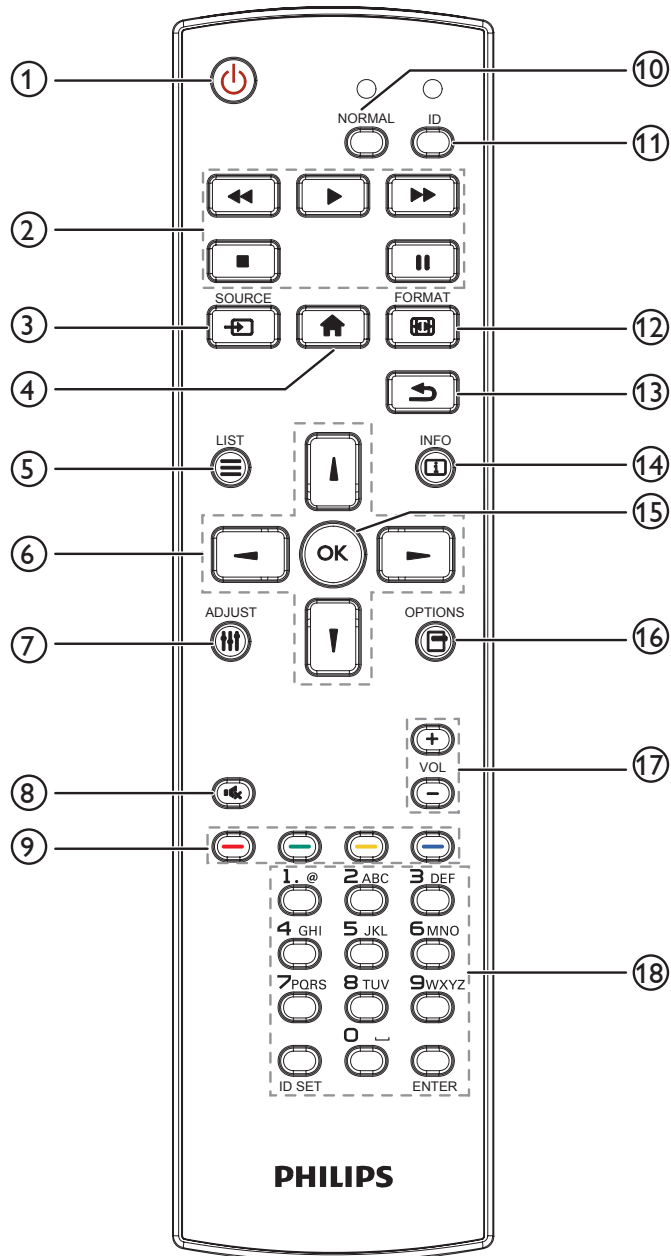 1
10
NORMAL ID
11
2
SOURCE FORMAT
3
12
4
13
LIST INFO
5
14
15
6
OK
ADJUST OPTIONS
7
16
17
VOL
8
9
1. @ 2 ABC 3 DEF
4 GHI 5 JKL 6 MNO
18
7 PQRS 8 TUV 9 WXYZ
0
ID SET ENTER
PHILIPS